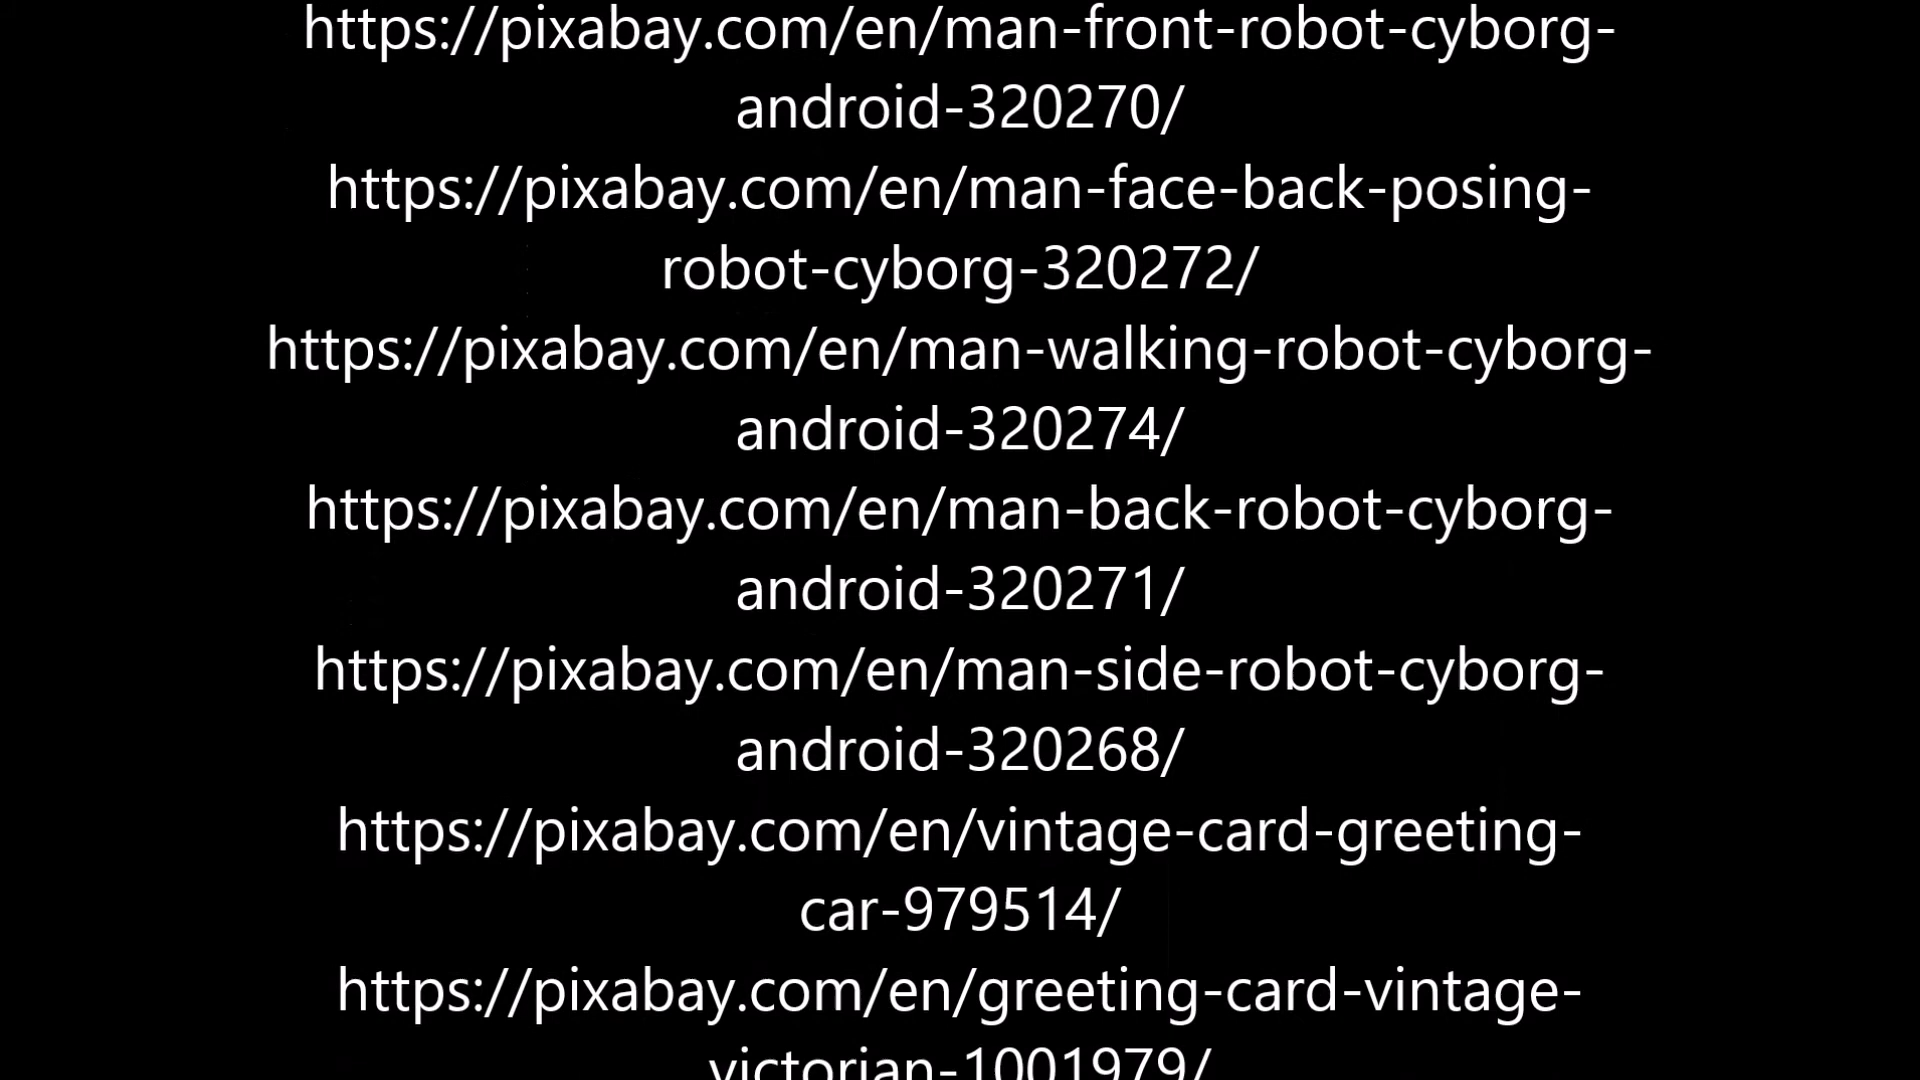 https://pixabay.com/en/man-front-robot-cyborg-
android-320270/
https://pixabay.com/en/man-face-back-posing-
robot-cyborg-320272/
https://pixabay.com/en/man-walking-robot-cyborg-
android-320274/
https://pixabay.com/en/man-back-robot-cyborg-
android-320271/
https://pixabay.com/en/man-side-robot-cyborg-
android-320268/
https://pixabay.com/en/vintage-card-greeting-
car-979514/
https://pixabay.com/en/greeting-card-vintage-
victorian-1001979/